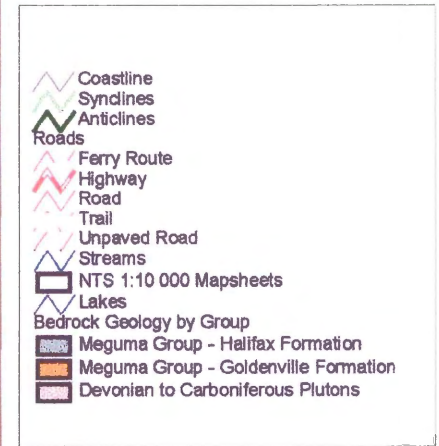 Coastline
Synclines
Anticlines
Roads
Ferry Route
Highway
Road
Trail
Unpaved Road
Streams
NTS 1:10 000 Mapsheets
Lakes
Bedrock Geology by Group
Meguma Group - Halifax Formation
Meguma Group - Goldenville Formation
Devonian to Carboniferous Plutons